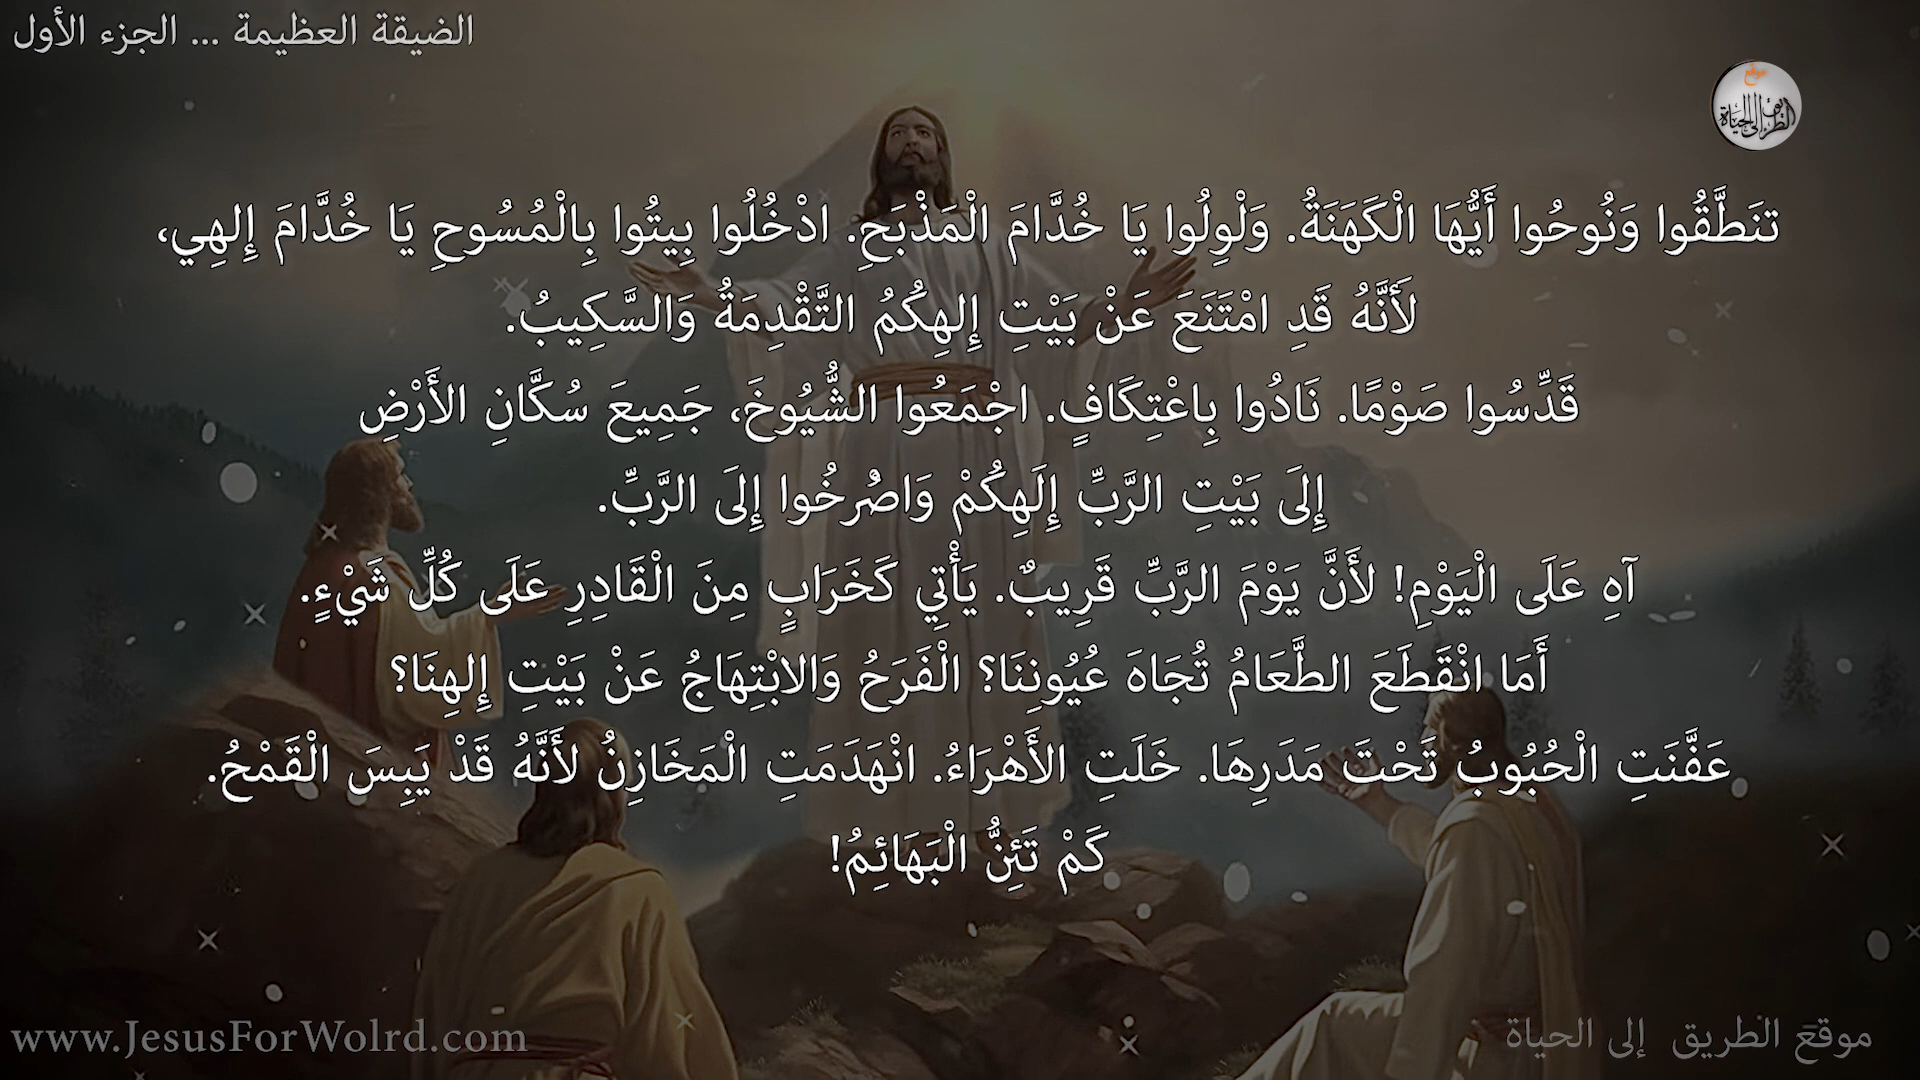 الضيقة العظيمة ... الجزء الأول
موقع
الطريق إلى الحياة
تنَطَّقُوا وَنُوحُوا أَيُّهَا الْكَهَنَةُ. وَلْوِلُوا يَا خُدَّامَ الْمَذْبَحِ. ادْخُلُوا بِيتُوا بِالْمُسُوحِ يَا خُدَّامَ إِلهِي،
لَأَنَّهُ قَدِ امْتَنَعَ عَنْ بَيْتِ إِلهِكُمُ التَّقْدِمَةُ وَالسَّكِيبُ.
قَدِّسُوا صَوْمًا. نَادُوا بِاعْتِكَافٍ. اجْمَعُوا الشُّيُوخَ، جَمِيعَ سُكَّانِ الأَرْضِ
إِلَى بَيْتِ الرَّبِّ إِلَهِكُمْ وَاصْرُخُوا إِلَى الرَّبِّ.
آهِ عَلَى الْيَوْمِ! لأَنَّ يَوْمَ الرَّبِّ قَرِيبٌ. يَأْتِي كَخَرَابٍ مِنَ الْقَادِرِ عَلَى كُلِّ شَيْءٍ.
أَمَا انْقَطَعَ الطَّعَامُ تُجَاهَ عُيُونِنَا؟ الْفَرَحُ وَالابْتِهَاجُ عَنْ بَيْتِ إِلهِنَا؟
عَفَّنَتِ الْحُبُوبُ تَحْتَ مَدَرِهَا. خَلَتِ الأَهْرَاءُ. انْهَدَمَتِ الْمَخَازِنُ لأَنَّهُ قَدْ يَبِسَ الْقَمْحُ.
كَمْ تَئِنُّ الْبَهَائِمُ!
www.JesusForWolrd.com
موقع الطريق إلى الحياة